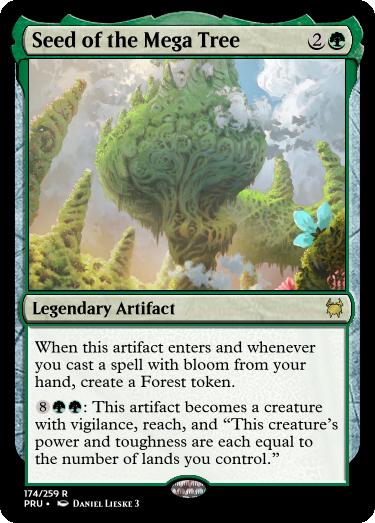 Seed of the Mega Tree 2
Legendary Artifact
When this artifact enters and whenever
you cast a spell with bloom from your
hand, create a Forest token.
8: This artifact becomes a creature
with vigilance, reach, and “This creature’s
power and toughness are each equal to
the number of lands you control.”
174/259 R
PRU • Daniel Lieske 3